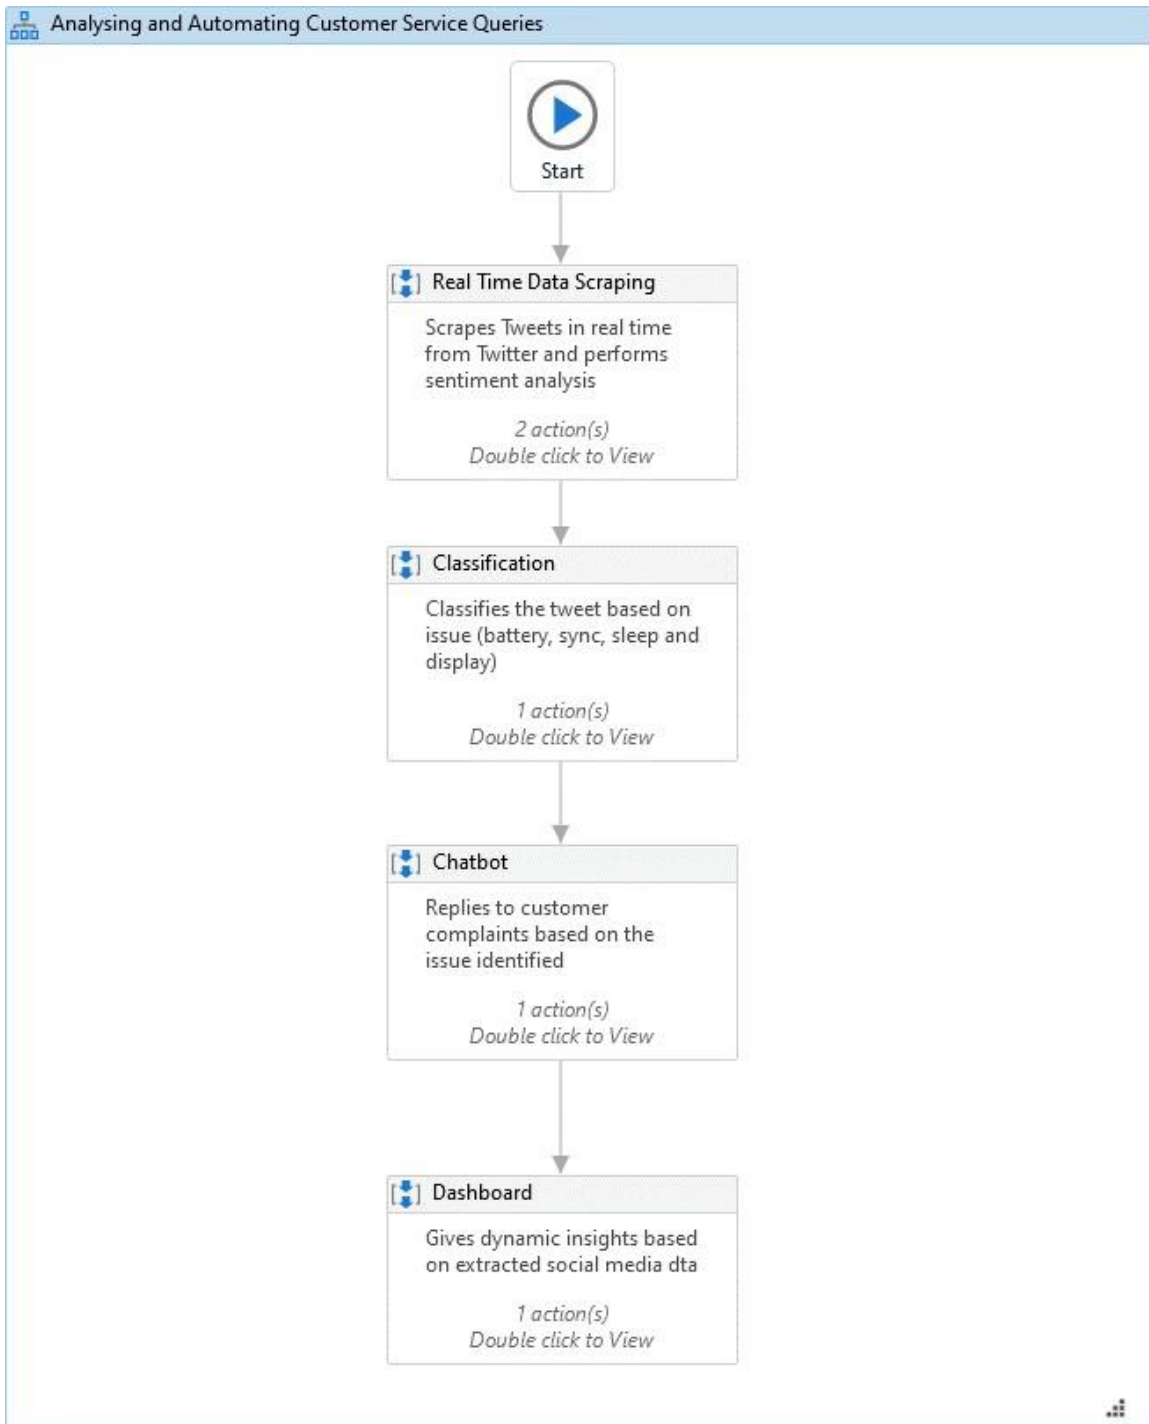 Analysing and Automating Customer Service Queries
Start
Real Time Data Scraping
Scrapes Tweets in real time
from Twitter and performs
sentiment analysis
2 action(s)
Double click to View
Classification
Classifies the tweet based on
issue (battery, sync, sleep and
display)
1 action(s)
Double click to View
Chatbot
Replies to customer
complaints based on the
issue identified
1 action(s)
Double click to View
Dashboard
Gives dynamic insights based
on extracted social media dta
1 action(s)
Double click to View